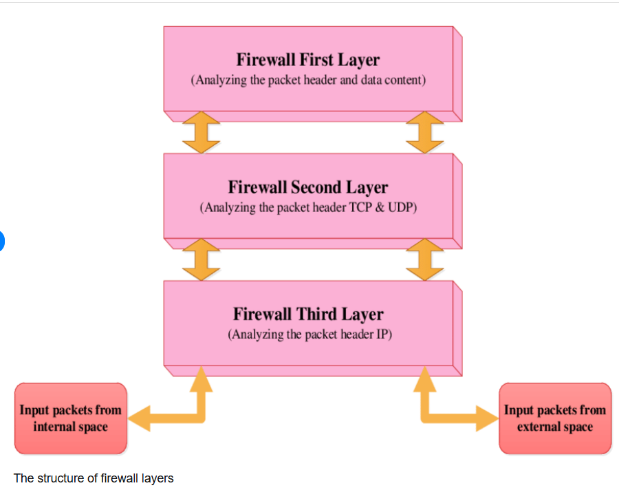 Firewall First Layer
(Analyzing the packet header and data content)
Firewall Second Layer
(Analyzing the packet header TCP & UDP)
Firewall Third Layer
(Analyzing the packet header IP)
Input packets from
internal space
Input packets from
external space
The structure of firewall layers